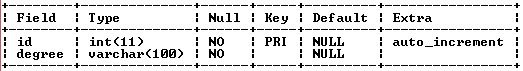 Field | Type | Null | Key | Default | Extra
id | int(11) | NO | PRI | NULL | auto_increment
degree | varchar(100) | NO | | NULL | |